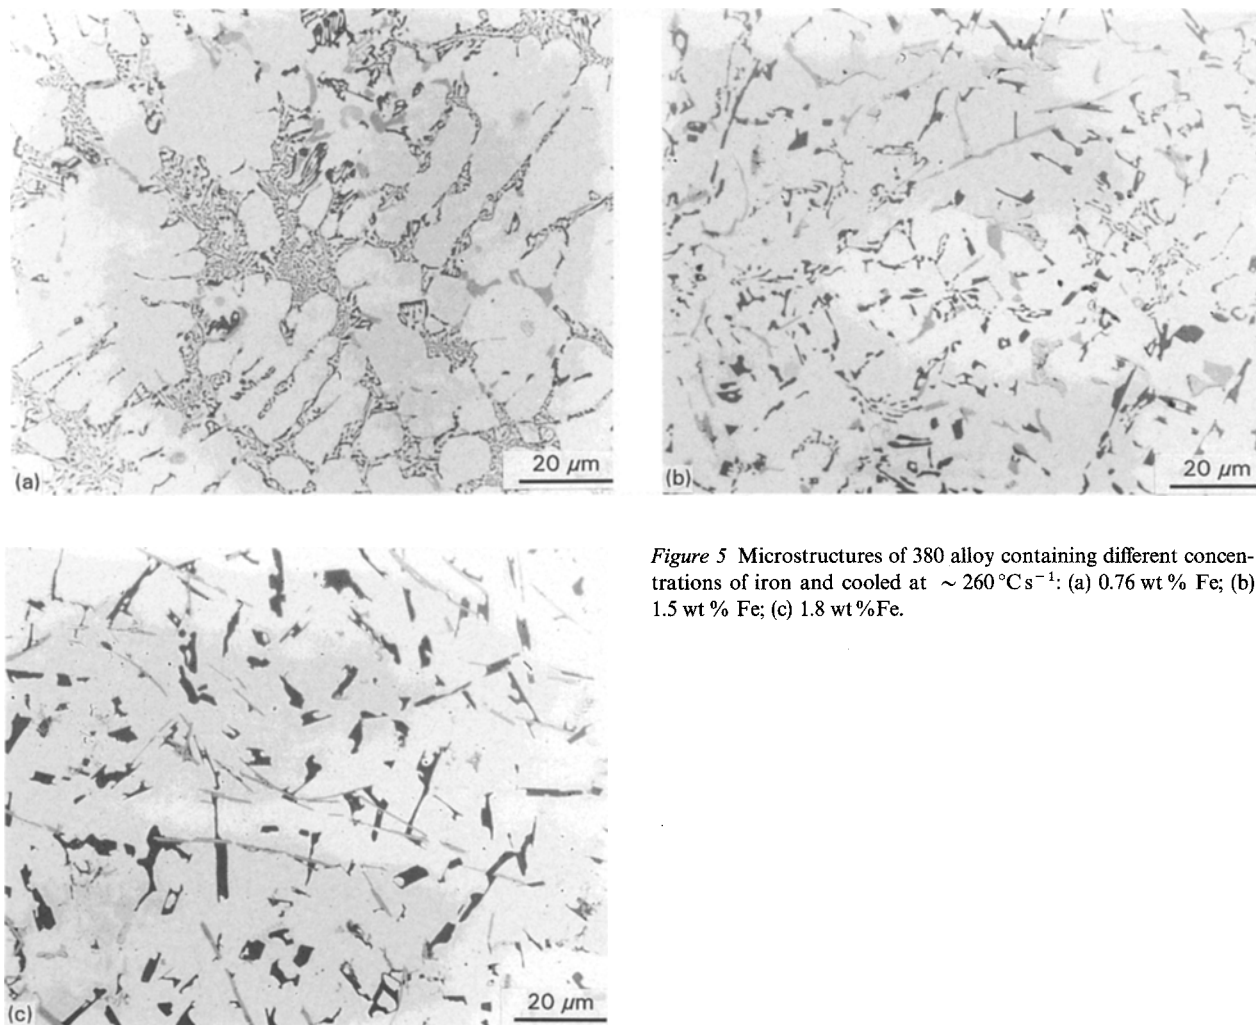 (a)
20 μm
(b)
20 μm
Figure 5 Microstructures of 380 alloy containing different concen-
trations of iron and cooled at ~ 260 °C s⁻¹: (a) 0.76 wt % Fe; (b)
1.5 wt % Fe; (c) 1.8 wt %Fe.
(c)
20 μm